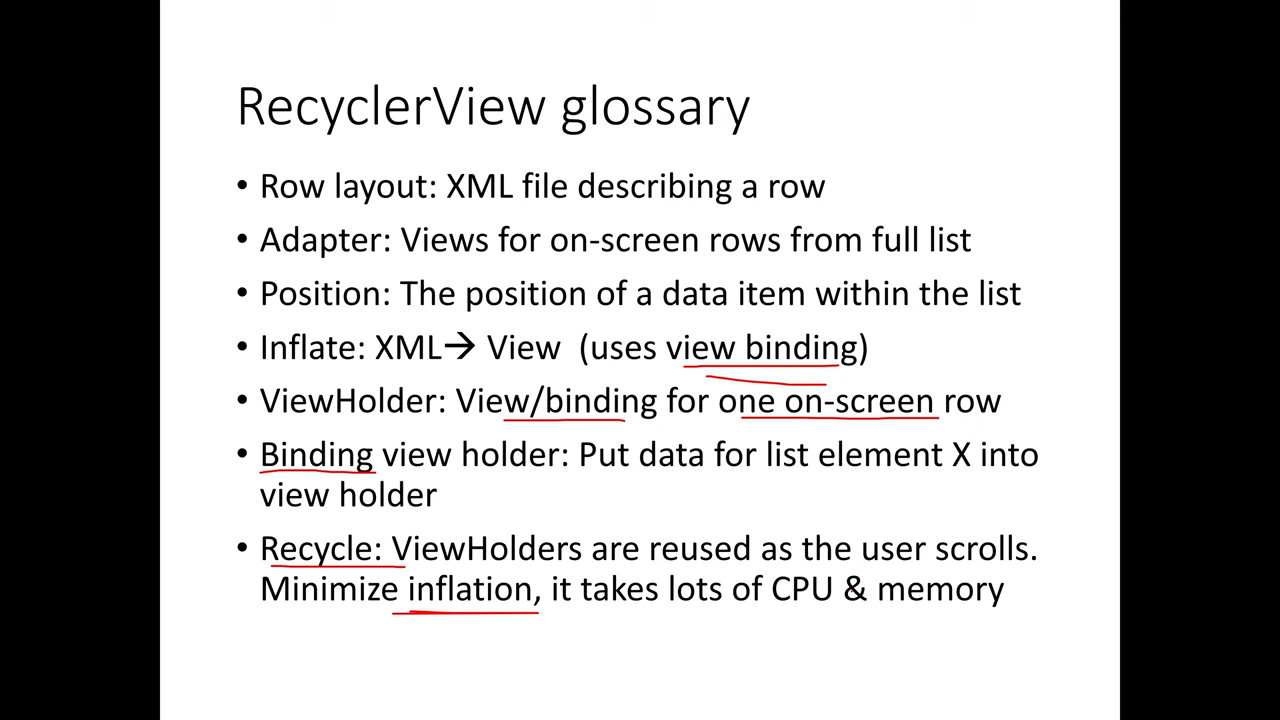 RecyclerView glossary
• Row layout: XML file describing a row
• Adapter: Views for on-screen rows from full list
• Position: The position of a data item within the list
• Inflate: XML→ View (uses view binding)
• ViewHolder: View/binding for one on-screen row
• Binding view holder: Put data for list element X into
view holder
• Recycle: ViewHolders are reused as the user scrolls.
Minimize inflation, it takes lots of CPU & memory